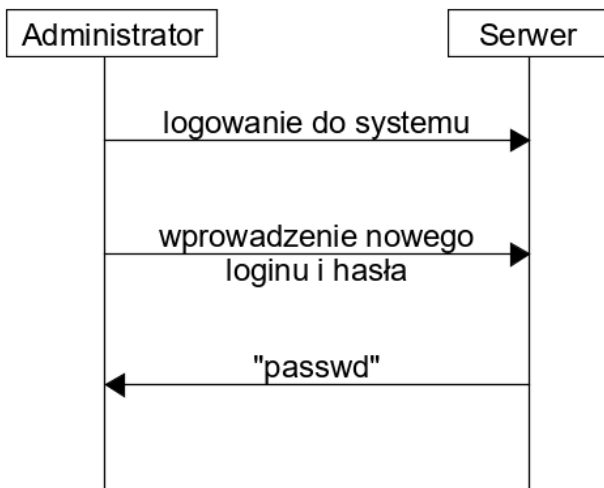 Administrator
Serwer
logowanie do systemu
wprowadzenie nowego
loginu i hasła
"passwd"